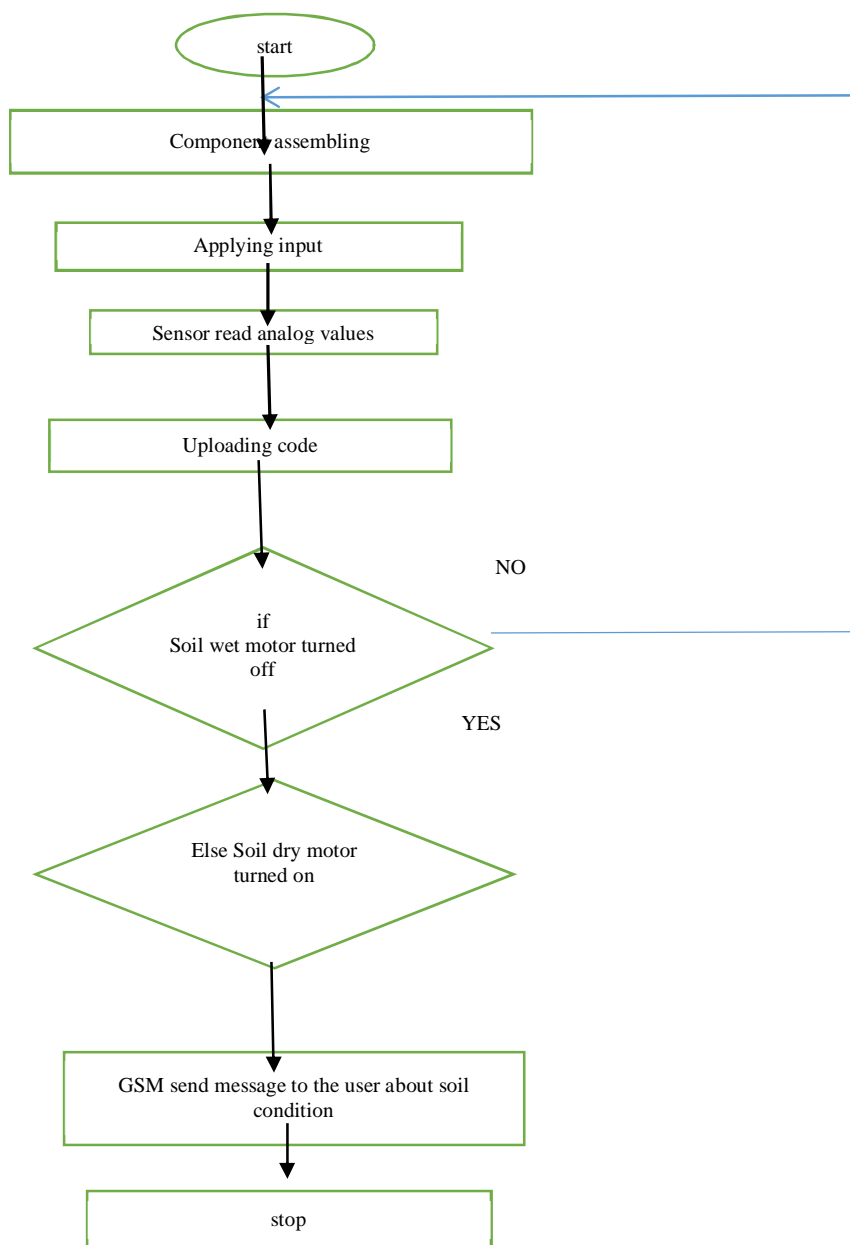 start
Component assembling
Applying input
Sensor read analog values
Uploading code
NO
if
Soil wet motor turned
off
YES
Else Soil dry motor
turned on
GSM send message to the user about soil
condition
stop